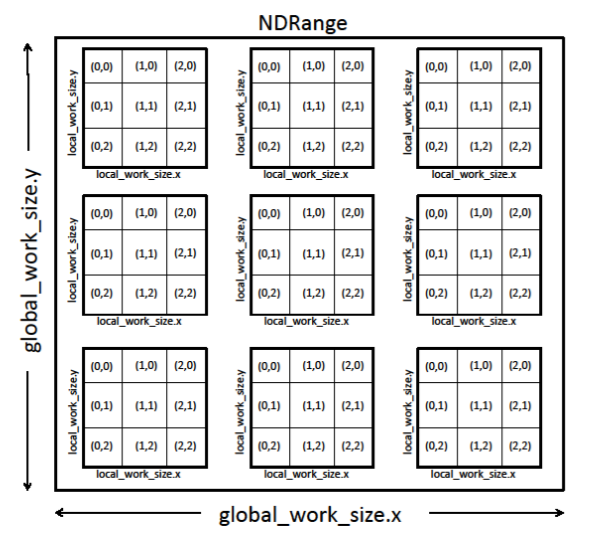 NDRange
global_work_size.y
local_work_size.y
(0,0) (1,0) (2,0)
(0,1) (1,1) (2,1)
(0,2) (1,2) (2,2)
local_work_size.x
local_work_size.y
(0,0) (1,0) (2,0)
(0,1) (1,1) (2,1)
(0,2) (1,2) (2,2)
local_work_size.x
local_work_size.y
(0,0) (1,0) (2,0)
(0,1) (1,1) (2,1)
(0,2) (1,2) (2,2)
local_work_size.x
local_work_size.y
(0,0) (1,0) (2,0)
(0,1) (1,1) (2,1)
(0,2) (1,2) (2,2)
local_work_size.x
local_work_size.y
(0,0) (1,0) (2,0)
(0,1) (1,1) (2,1)
(0,2) (1,2) (2,2)
local_work_size.x
local_work_size.y
(0,0) (1,0) (2,0)
(0,1) (1,1) (2,1)
(0,2) (1,2) (2,2)
local_work_size.x
local_work_size.y
(0,0) (1,0) (2,0)
(0,1) (1,1) (2,1)
(0,2) (1,2) (2,2)
local_work_size.x
local_work_size.y
(0,0) (1,0) (2,0)
(0,1) (1,1) (2,1)
(0,2) (1,2) (2,2)
local_work_size.x
local_work_size.y
(0,0) (1,0) (2,0)
(0,1) (1,1) (2,1)
(0,2) (1,2) (2,2)
local_work_size.x
global_work_size.x